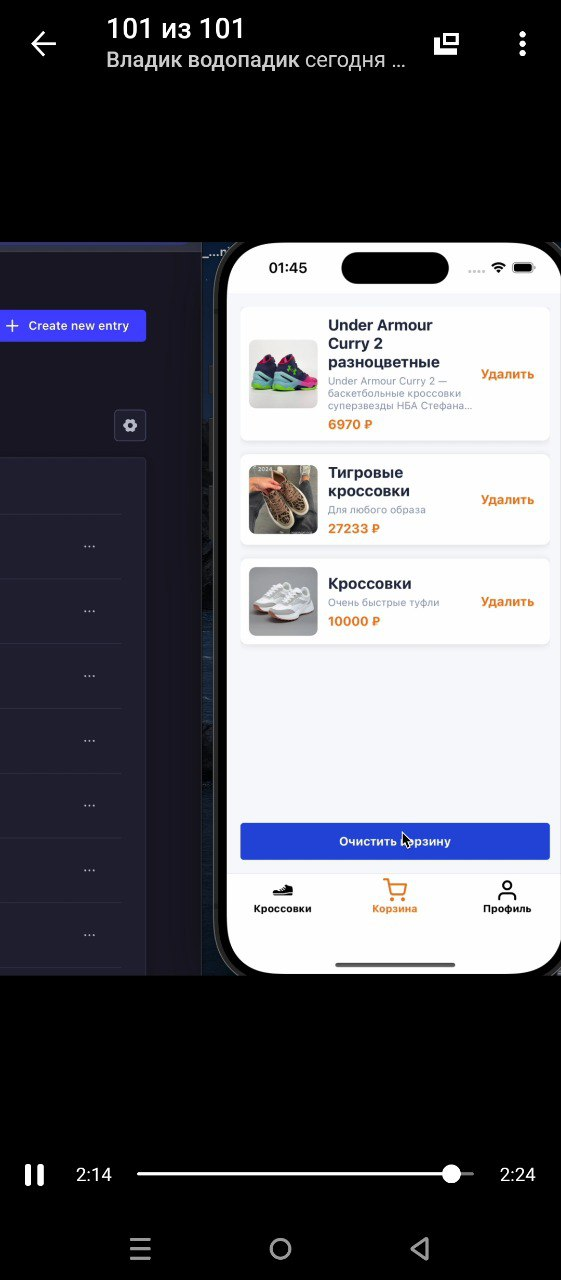 101 из 101
Владик водопадик сегодня ...
Create new entry
01:45
Under Armour
Curry 2
разноцветные
Under Armour Curry 2 —
баскетбольные кроссовки
суперзвезды НБА Стефана...
6970 ₽
Удалить
2024
Тигровые
кроссовки
Для любого образа
27233 ₽
Удалить
Кроссовки
Очень быстрые туфли
10000 ₽
Удалить
Очистить корзину
Кроссовки
Корзина
Профиль
2:14
2:24